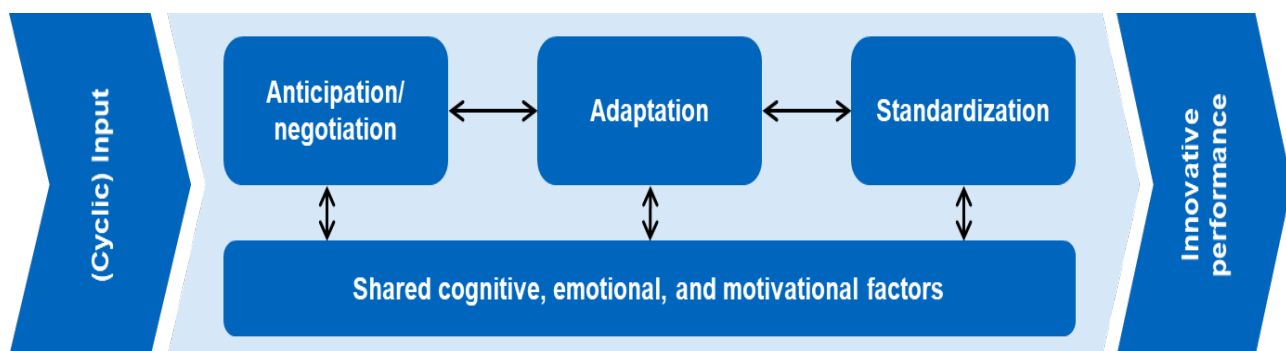 (Cyclic) Input
Anticipation/
negotiation
Adaptation
Standardization
Shared cognitive, emotional, and motivational factors
Innovative
performance